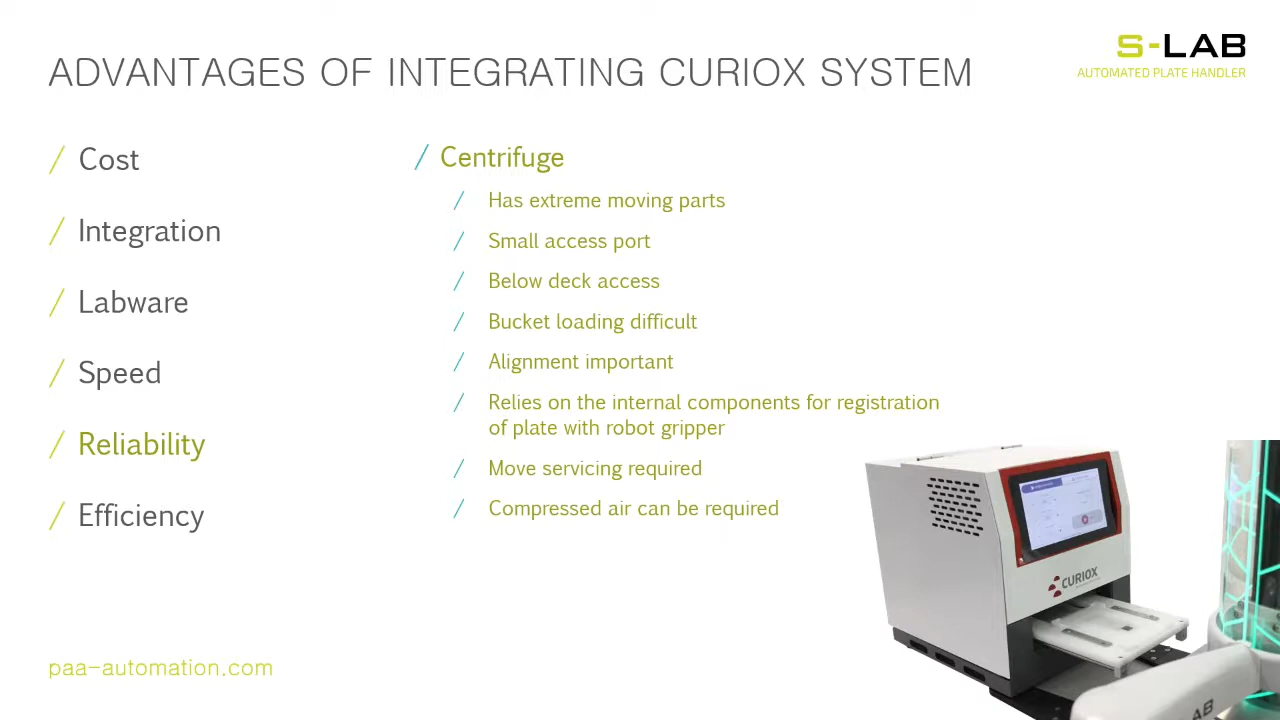 ADVANTAGES OF INTEGRATING CURIOX SYSTEM
S-LAB
AUTOMATED PLATE HANDLER
/ Cost
/ Integration
/ Labware
/ Speed
/ Reliability
/ Efficiency
/ Centrifuge
/ Has extreme moving parts
/ Small access port
/ Below deck access
/ Bucket loading difficult
/ Alignment important
/ Relies on the internal components for registration
of plate with robot gripper
/ Move servicing required
/ Compressed air can be required
CURIOX
AB
paa-automation.com